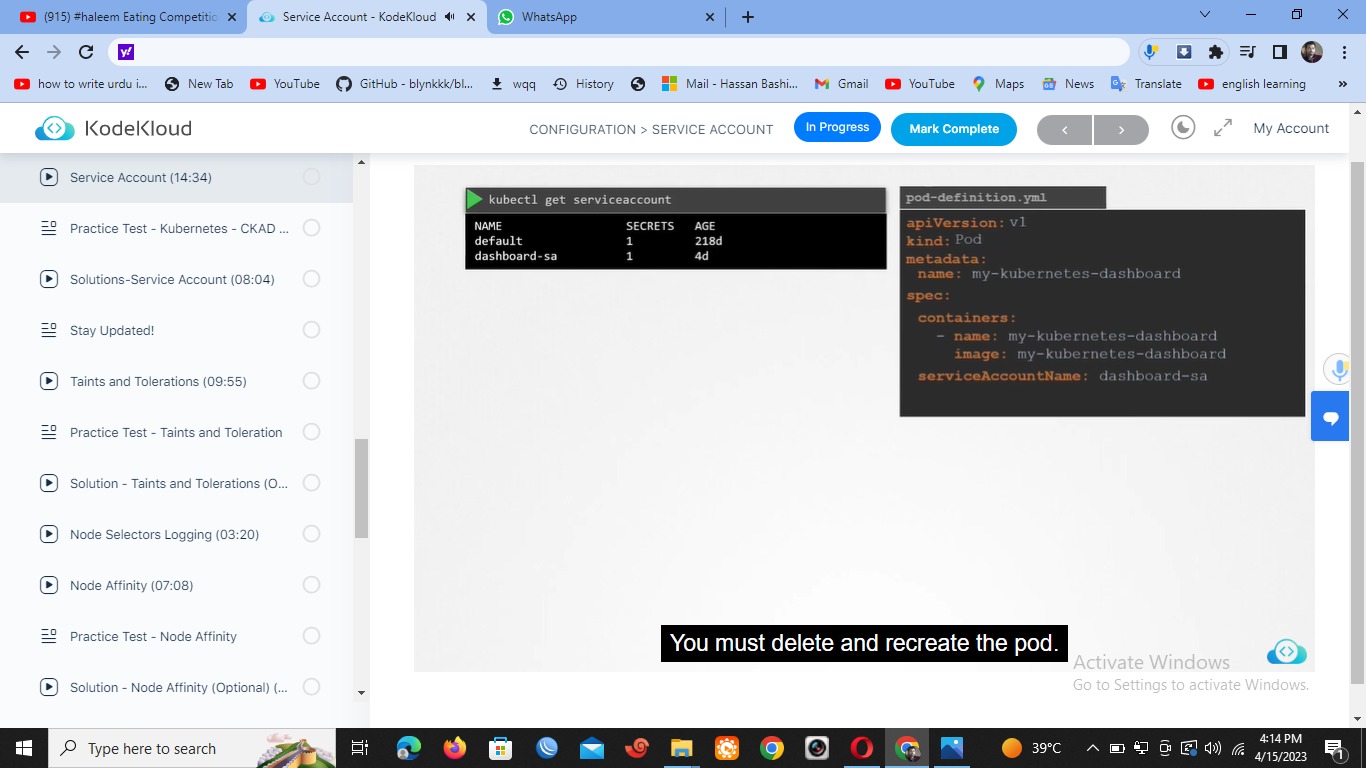 (915) #haleem Eating Competitic
Service Account - KodeKloud
WhatsApp
how to write urdu i...
New Tab
YouTube
GitHub - blynkkk/bl...
wqq
History
Mail - Hassan Bashi...
Gmail
YouTube
Maps
News
Translate
english learning
»
KodeKloud
CONFIGURATION > SERVICE ACCOUNT
In Progress
Mark Complete
My Account
Service Account (14:34)
Practice Test - Kubernetes - CKAD ...
Solutions-Service Account (08:04)
Stay Updated!
Taints and Tolerations (09:55)
Practice Test - Taints and Toleration
Solution - Taints and Tolerations (O...
Node Selectors Logging (03:20)
Node Affinity (07:08)
Practice Test - Node Affinity
Solution - Node Affinity (Optional) (...
kubectl get serviceaccount
NAME SECRETS AGE
default 1 218d
dashboard-sa 1 4d
pod-definition.yml
apiVersion: v1
kind: Pod
metadata:
name: my-kubernetes-dashboard
spec:
containers:
- name: my-kubernetes-dashboard
image: my-kubernetes-dashboard
serviceAccountName: dashboard-sa
You must delete and recreate the pod.
Activate Windows
Go to Settings to activate Windows.
Type here to search
39°C
4:14 PM
4/15/2023
1